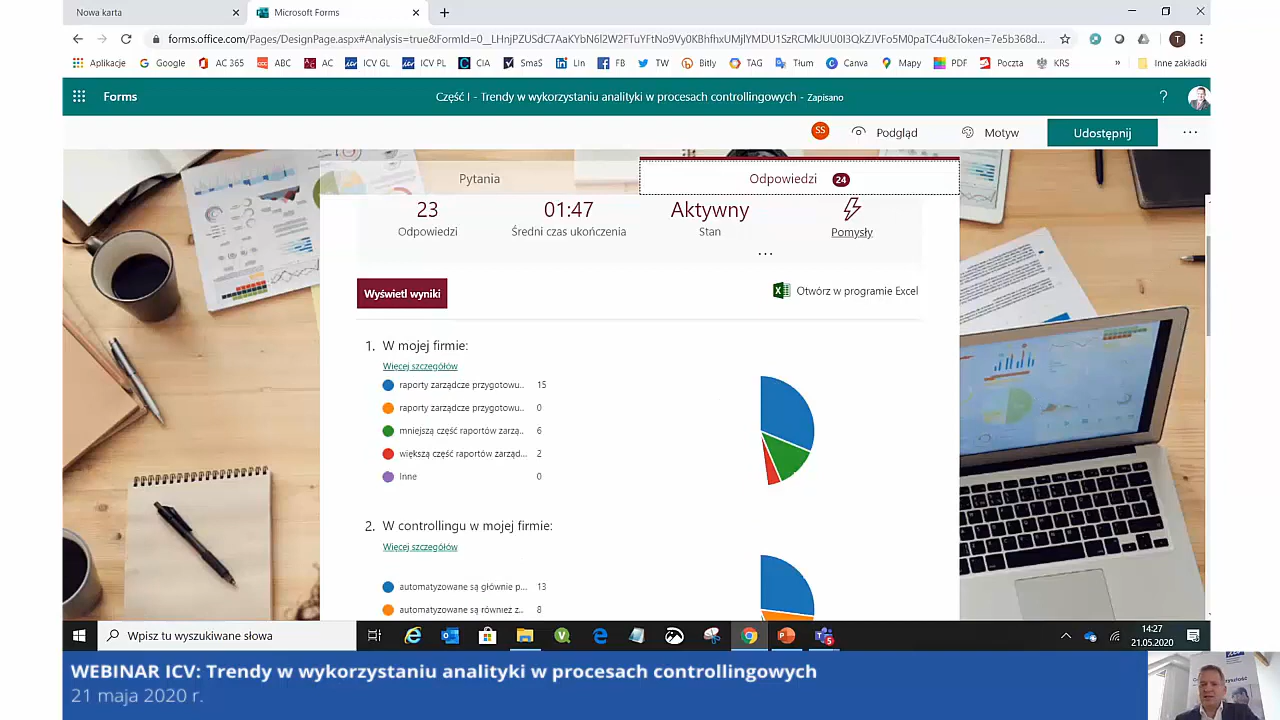 Nowa karta
Microsoft Forms
forms.office.com/Pages/DesignPage.aspx#Analysis=true&FormId=0__
Aplikacje Google AC 365 ABC AC ICV GL ICV PL CIA SmaS Lin FB TW Bitly TAG Tłum Canva Mapy PDF Poczta KRS » Inne zakładki
Forms
Część I - Trendy w wykorzystaniu analityki w procesach controllingowych - Zapisano
?
SS Podgląd Motyw Udostępnij ...
Pytania
Odpowiedzi 24
23 01:47 Aktywny
Odpowiedzi Średni czas ukończenia Stan Pomysły
...
Wyświetl wyniki
Otwórz w programie Excel
1. W mojej firmie:
Więcej szczegółów
raporty zarządcze przygotowu.. 15
raporty zarządcze przygotowu.. 0
mniejszą część raportów zarzą.. 6
większą część raportów zarząd... 2
Inne 0
2. W controllingu w mojej firmie:
Więcej szczegółów
automatyzowane są głównie p... 13
automatyzowane są również z.. 8
Wpisz tu wyszukiwane słowa
14:27
21.05.2020
WEBINAR ICV: Trendy w wykorzystaniu analityki w procesach controllingowych
21 maja 2020 r.